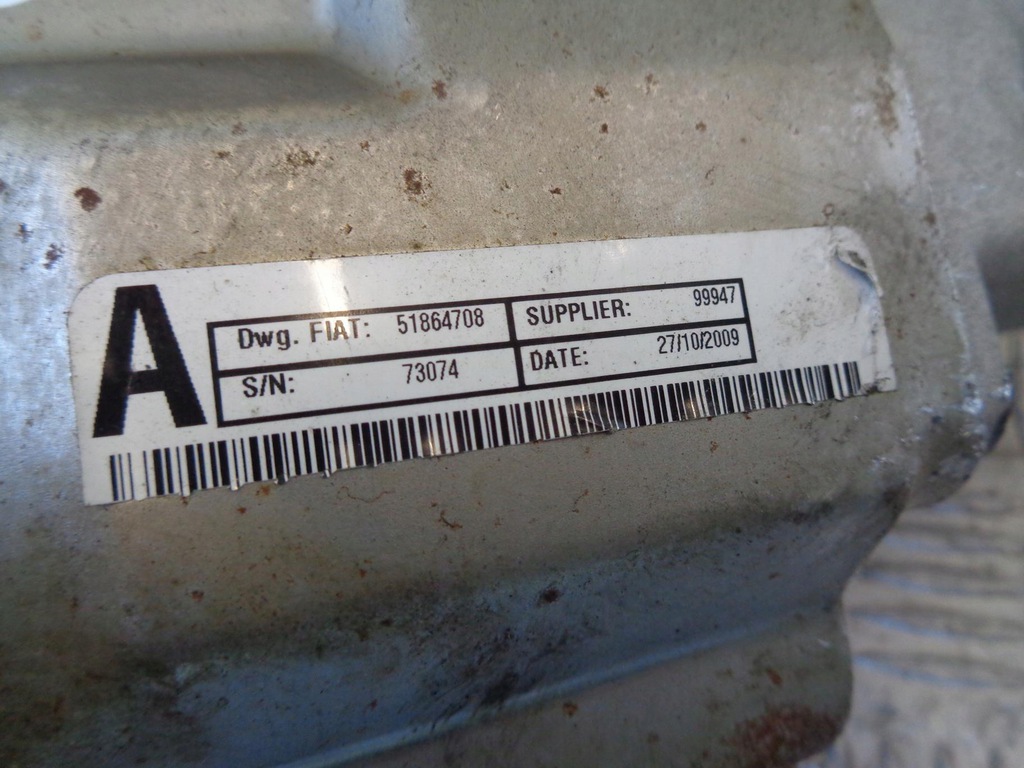 A
Dwg. FIAT: 51864708 SUPPLIER: 99947
S/N: 73074 DATE: 27/10/2009